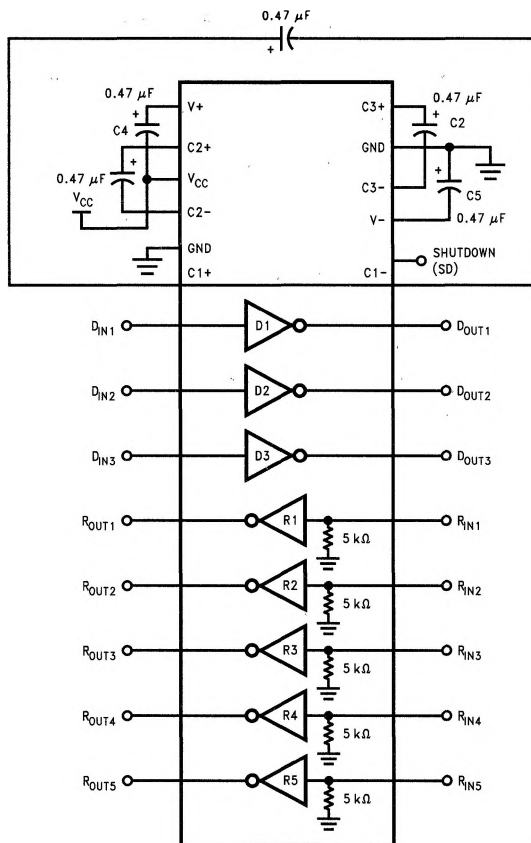 0.47 μF
+
0.47 μF
+
C4
V+
C2+
+
0.47 μF
VCC
VCC
C2-
GND
C1+
C3+
+
0.47 μF
C2
GND
+
C3-
C5
V-
0.47 μF
SHUTDOWN
(SD)
C1-
DIN1 D1 DOUT1
DIN2 D2 DOUT2
DIN3 D3 DOUT3
ROUT1 R1 RIN1
5 kΩ
ROUT2 R2 RIN2
5 kΩ
ROUT3 R3 RIN3
5 kΩ
ROUT4 R4 RIN4
5 kΩ
ROUT5 R5 RIN5
5 kΩ